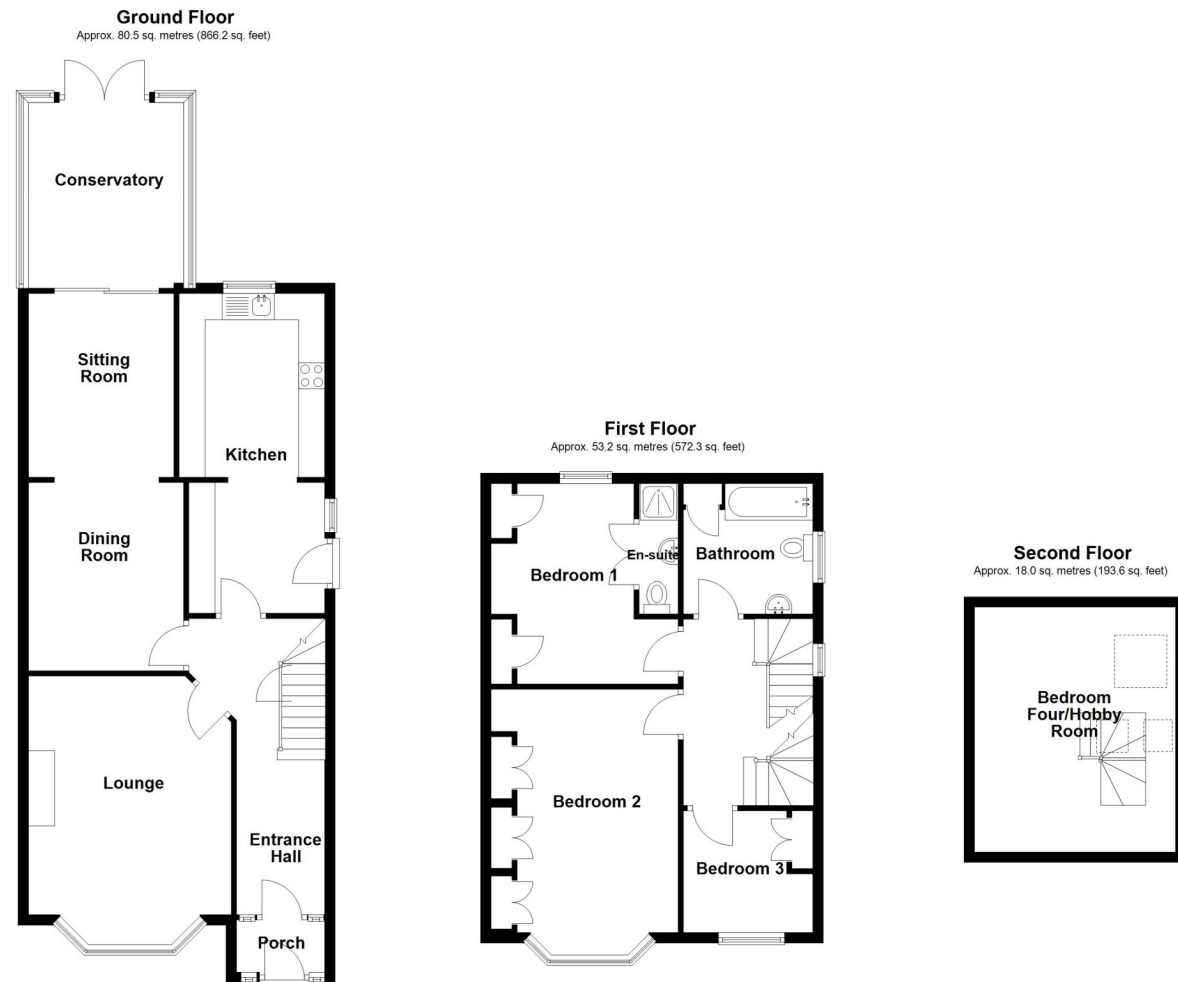 Ground Floor
Approx. 80.5 sq. metres (866.2 sq. feet)
Conservatory
Sitting
Room
Kitchen
Dining
Room
Lounge
Entrance
Hall
Porch
First Floor
Approx. 53.2 sq. metres (572.3 sq. feet)
En-suite
Bathroom
Bedroom 1
Bedroom 2
Bedroom 3
Second Floor
Approx. 18.0 sq. metres (193.6 sq. feet)
Bedroom
Four/Hobby
Room